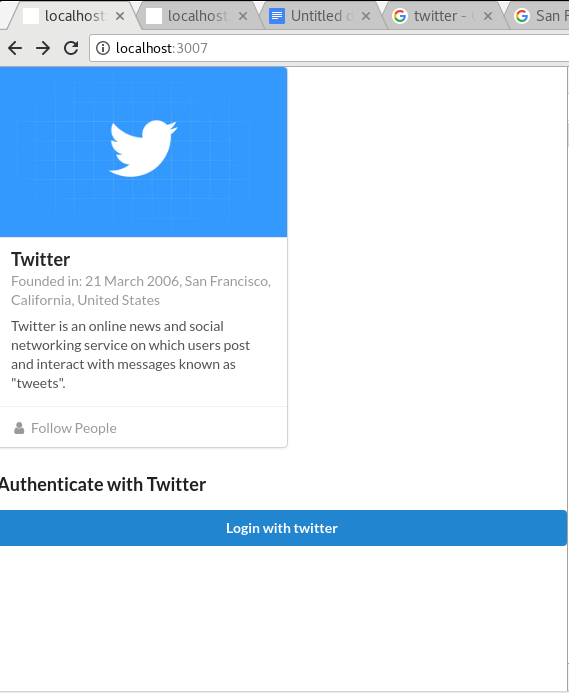 localhost:
localhost:
Untitled
twitter -
San F
localhost:3007
Twitter
Founded in: 21 March 2006, San Francisco,
California, United States
Twitter is an online news and social
networking service on which users post
and interact with messages known as
"tweets".
Follow People
Authenticate with Twitter
Login with twitter